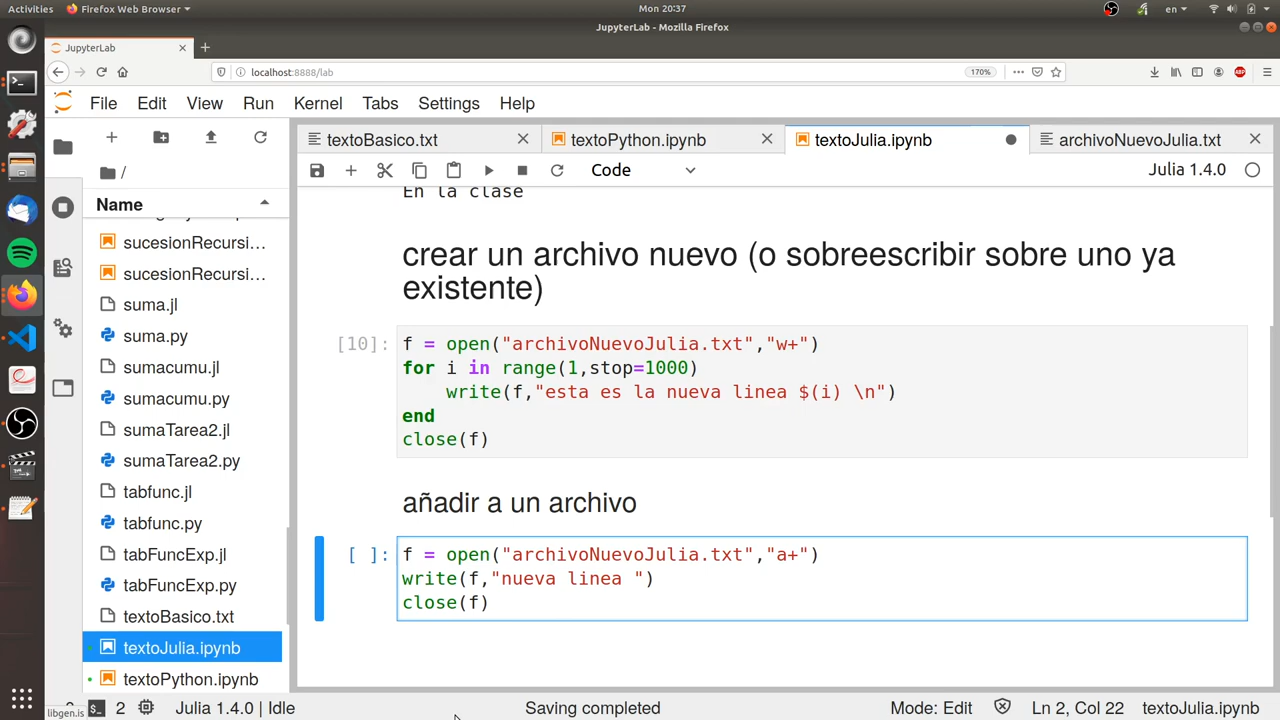 Activities Firefox Web Browser Mon 20:37 en
JupyterLab - Mozilla Firefox
JupyterLab
localhost:8888/lab 170% ABP
File Edit View Run Kernel Tabs Settings Help
textoBasico.txt textoPython.ipynb textoJulia.ipynb archivoNuevoJulia.txt
Code Julia 1.4.0
/
Name
sucesionRecursi...
sucesionRecursi...
suma.jl
suma.py
sumacumu.jl
sumacumu.py
sumaTarea2.jl
sumaTarea2.py
tabfunc.jl
tabfunc.py
tabFuncExp.jl
tabFuncExp.py
textoBasico.txt
textoJulia.ipynb
textoPython.ipynb
En la clase
crear un archivo nuevo (o sobreescribir sobre uno ya
existente)
[10]: f = open("archivoNuevoJulia.txt","w+")
for i in range(1,stop=1000)
write(f,"esta es la nueva linea $(i) \n")
end
close(f)
añadir a un archivo
[ ]: f = open("archivoNuevoJulia.txt","a+")
write(f,"nueva linea ")
close(f)
libgen.is 2 Julia 1.4.0 | Idle Saving completed Mode: Edit Ln 2, Col 22 textoJulia.ipynb